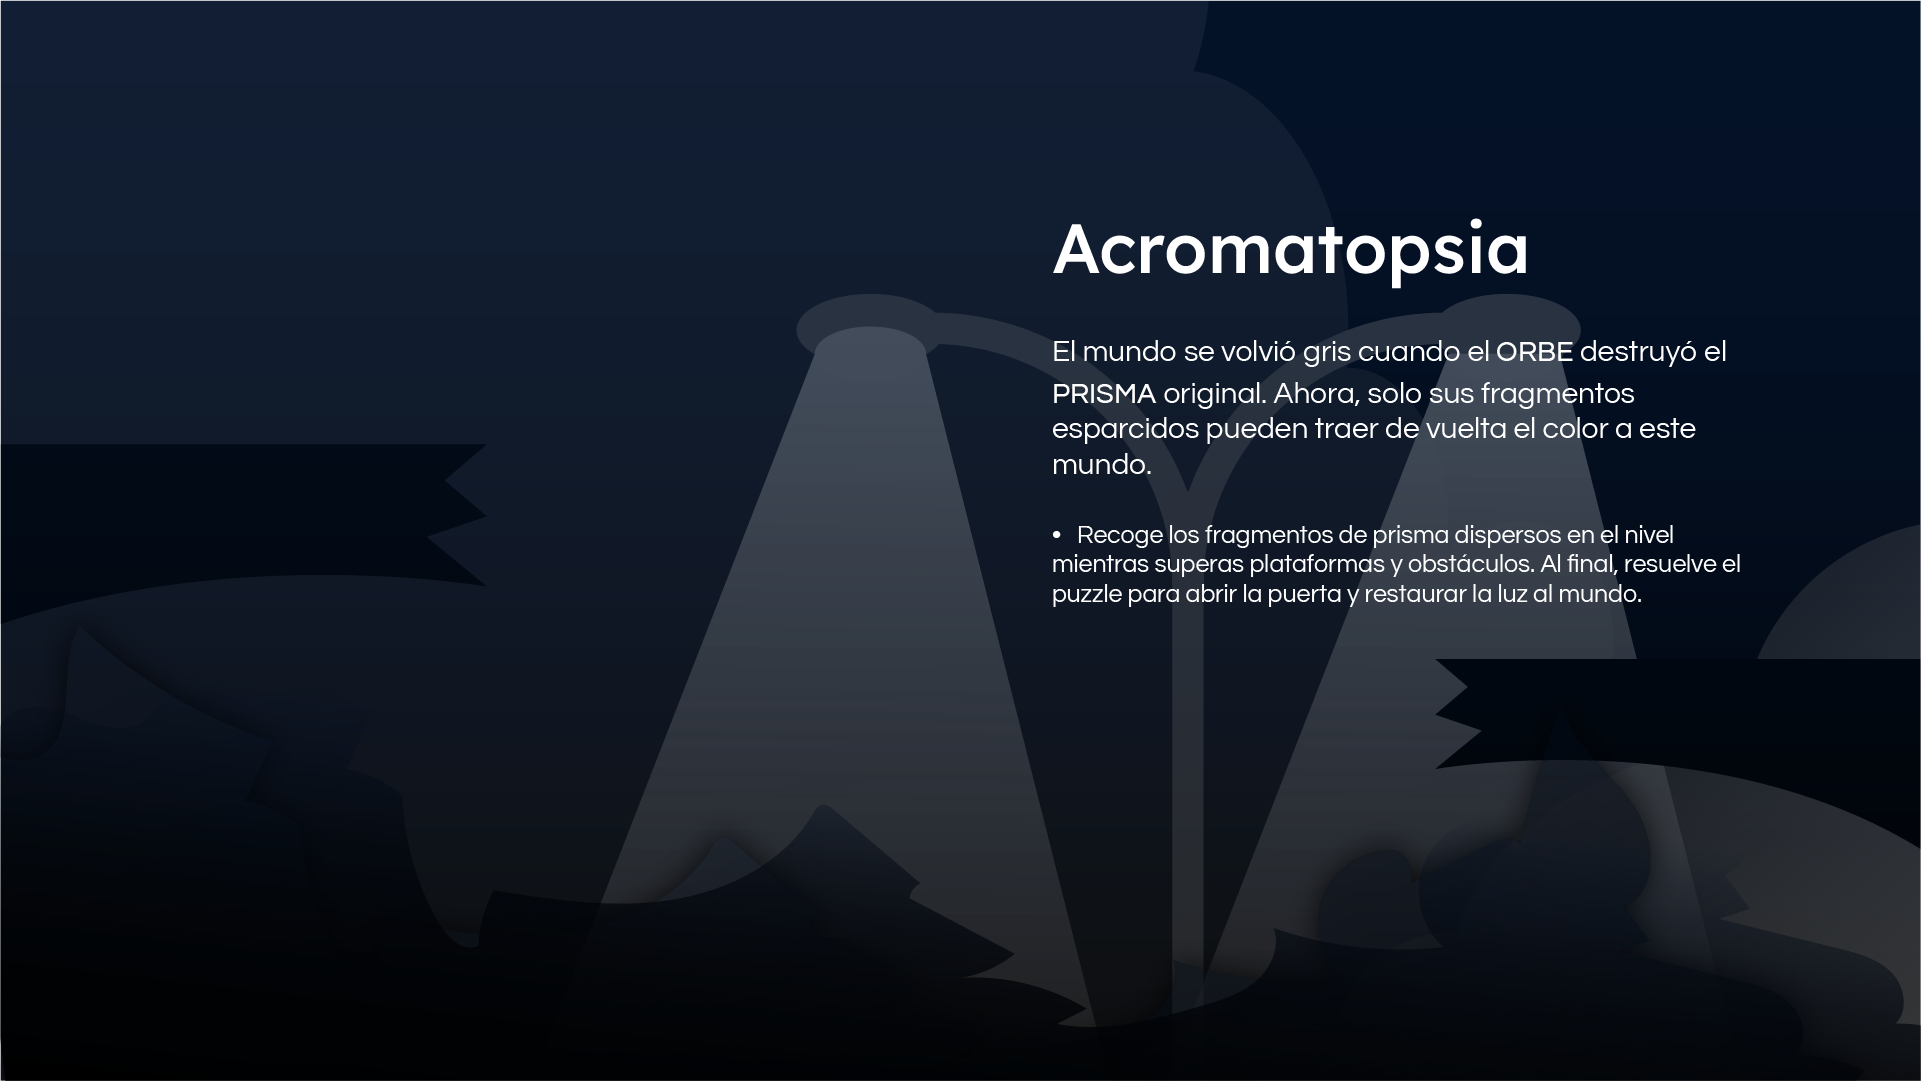 Acromatopsia
El mundo se volvió gris cuando el ORBE destruyó el
PRISMA original. Ahora, solo sus fragmentos
esparcidos pueden traer de vuelta el color a este
mundo.
• Recoge los fragmentos de prisma dispersos en el nivel
mientras superas plataformas y obstáculos. Al final, resuelve el
puzzle para abrir la puerta y restaurar la luz al mundo.